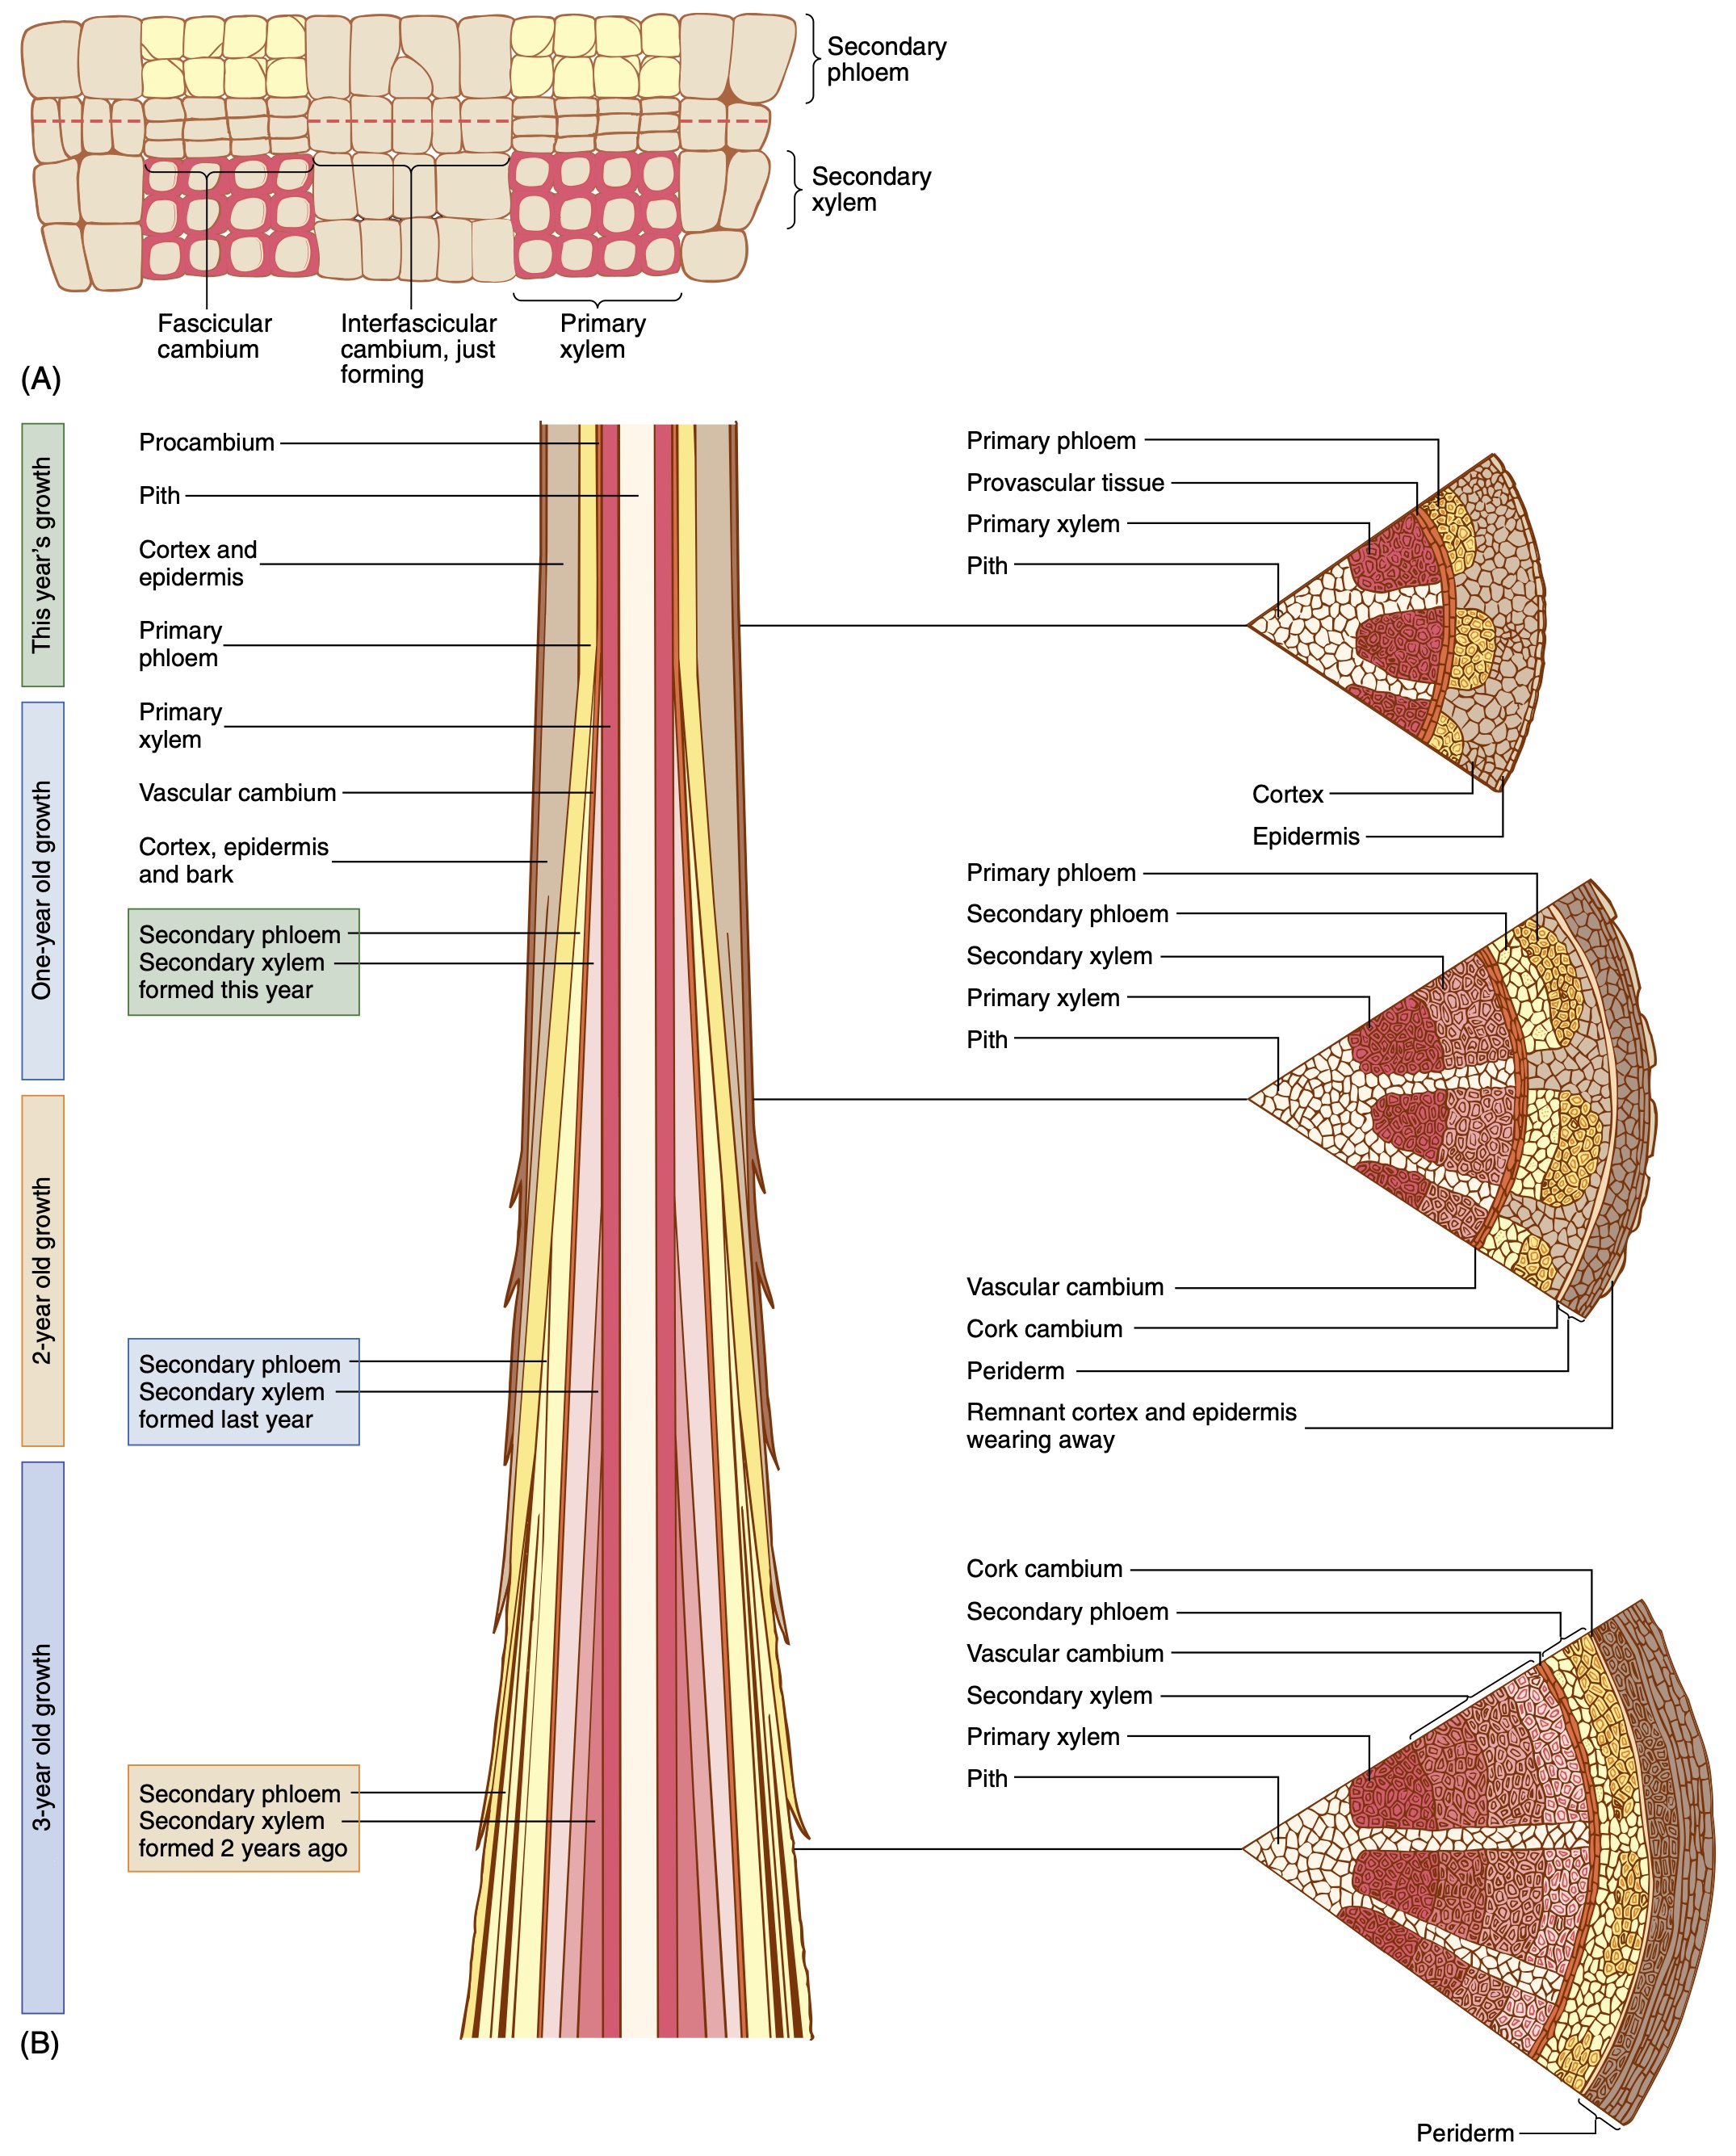 Secondary
phloem
Secondary
xylem
Fascicular
cambium
Interfascicular
cambium, just
forming
Primary
xylem
(A)
This year's growth
One-year old growth
2-year old growth
3-year old growth
Procambium
Pith
Cortex and
epidermis
Primary
phloem
Primary
xylem
Vascular cambium
Cortex, epidermis
and bark
Secondary phloem
Secondary xylem
formed this year
Secondary phloem
Secondary xylem
formed last year
Secondary phloem
Secondary xylem
formed 2 years ago
Primary phloem
Provascular tissue
Primary xylem
Pith
Cortex
Epidermis
Primary phloem
Secondary phloem
Secondary xylem
Primary xylem
Pith
Vascular cambium
Cork cambium
Periderm
Remnant cortex and epidermis
wearing away
Cork cambium
Secondary phloem
Vascular cambium
Secondary xylem
Primary xylem
Pith
Periderm
(B)